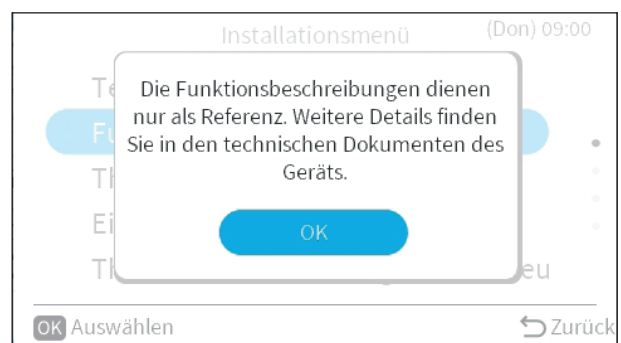 Installationsmenü (Don) 09:00
Die Funktionsbeschreibungen dienen
nur als Referenz. Weitere Details finden
Sie in den technischen Dokumenten des
Geräts.
OK
OK Auswählen Zurück